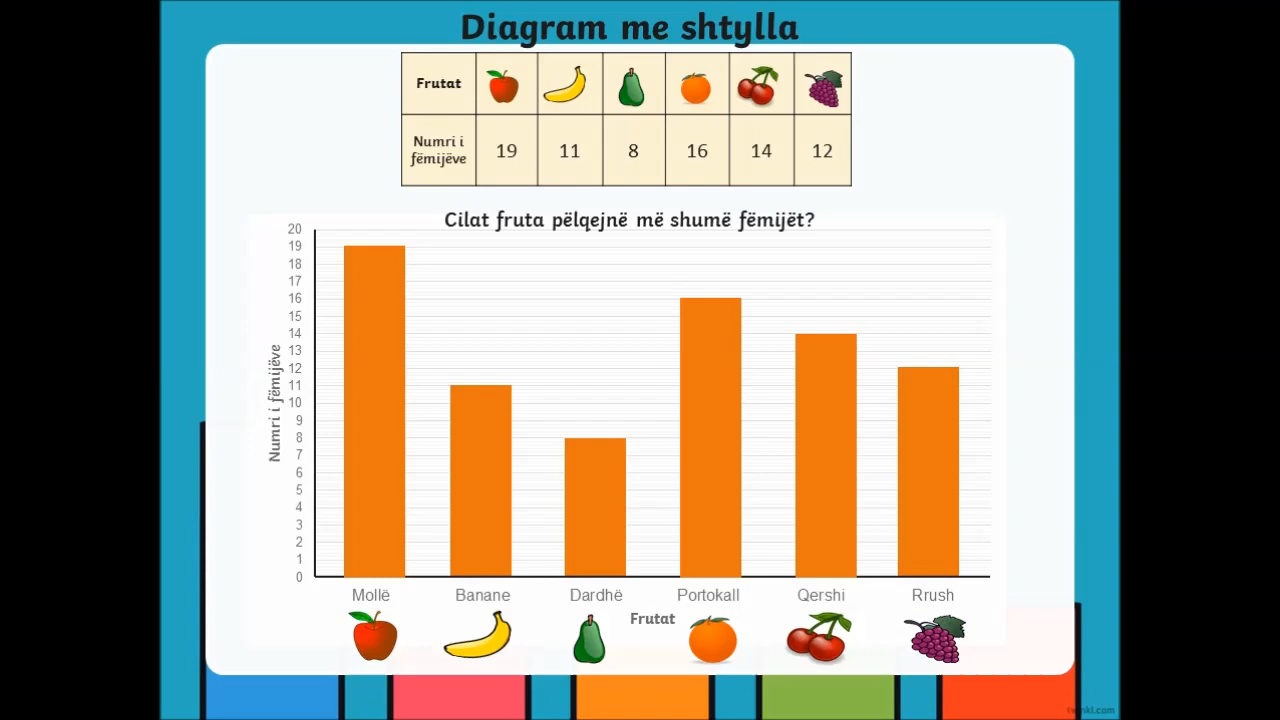 Diagram me shtylla
Frutat
Numri i
fëmijëve
19 11 8 16 14 12
Cilat fruta pëlqejnë më shumë fëmijët?
20
19
18
17
16
15
14
13
12
11
10
9
8
7
6
5
4
3
2
1
0
Numri i fëmijëve
Mollë Banane Dardhë Portokall Qershi Rrush
Frutat
twinkl.com